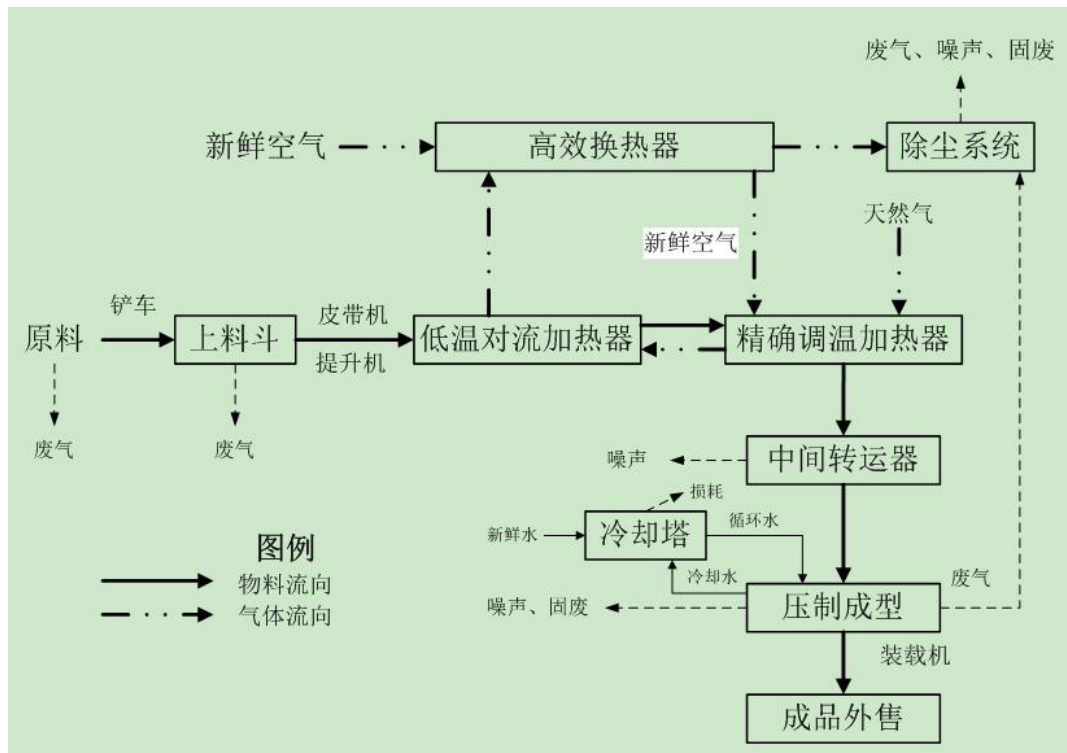 废气、噪声、固废
新鲜空气
高效换热器
除尘系统
天然气
新鲜空气
铲车
皮带机
原料
上料斗
低温对流加热器
精确调温加热器
提升机
废气
废气
噪声
中间转运器
损耗
新鲜水
冷却塔
循环水
图例
物料流向
冷却水
废气
气体流向
噪声、固废
压制成型
装载机
成品外售